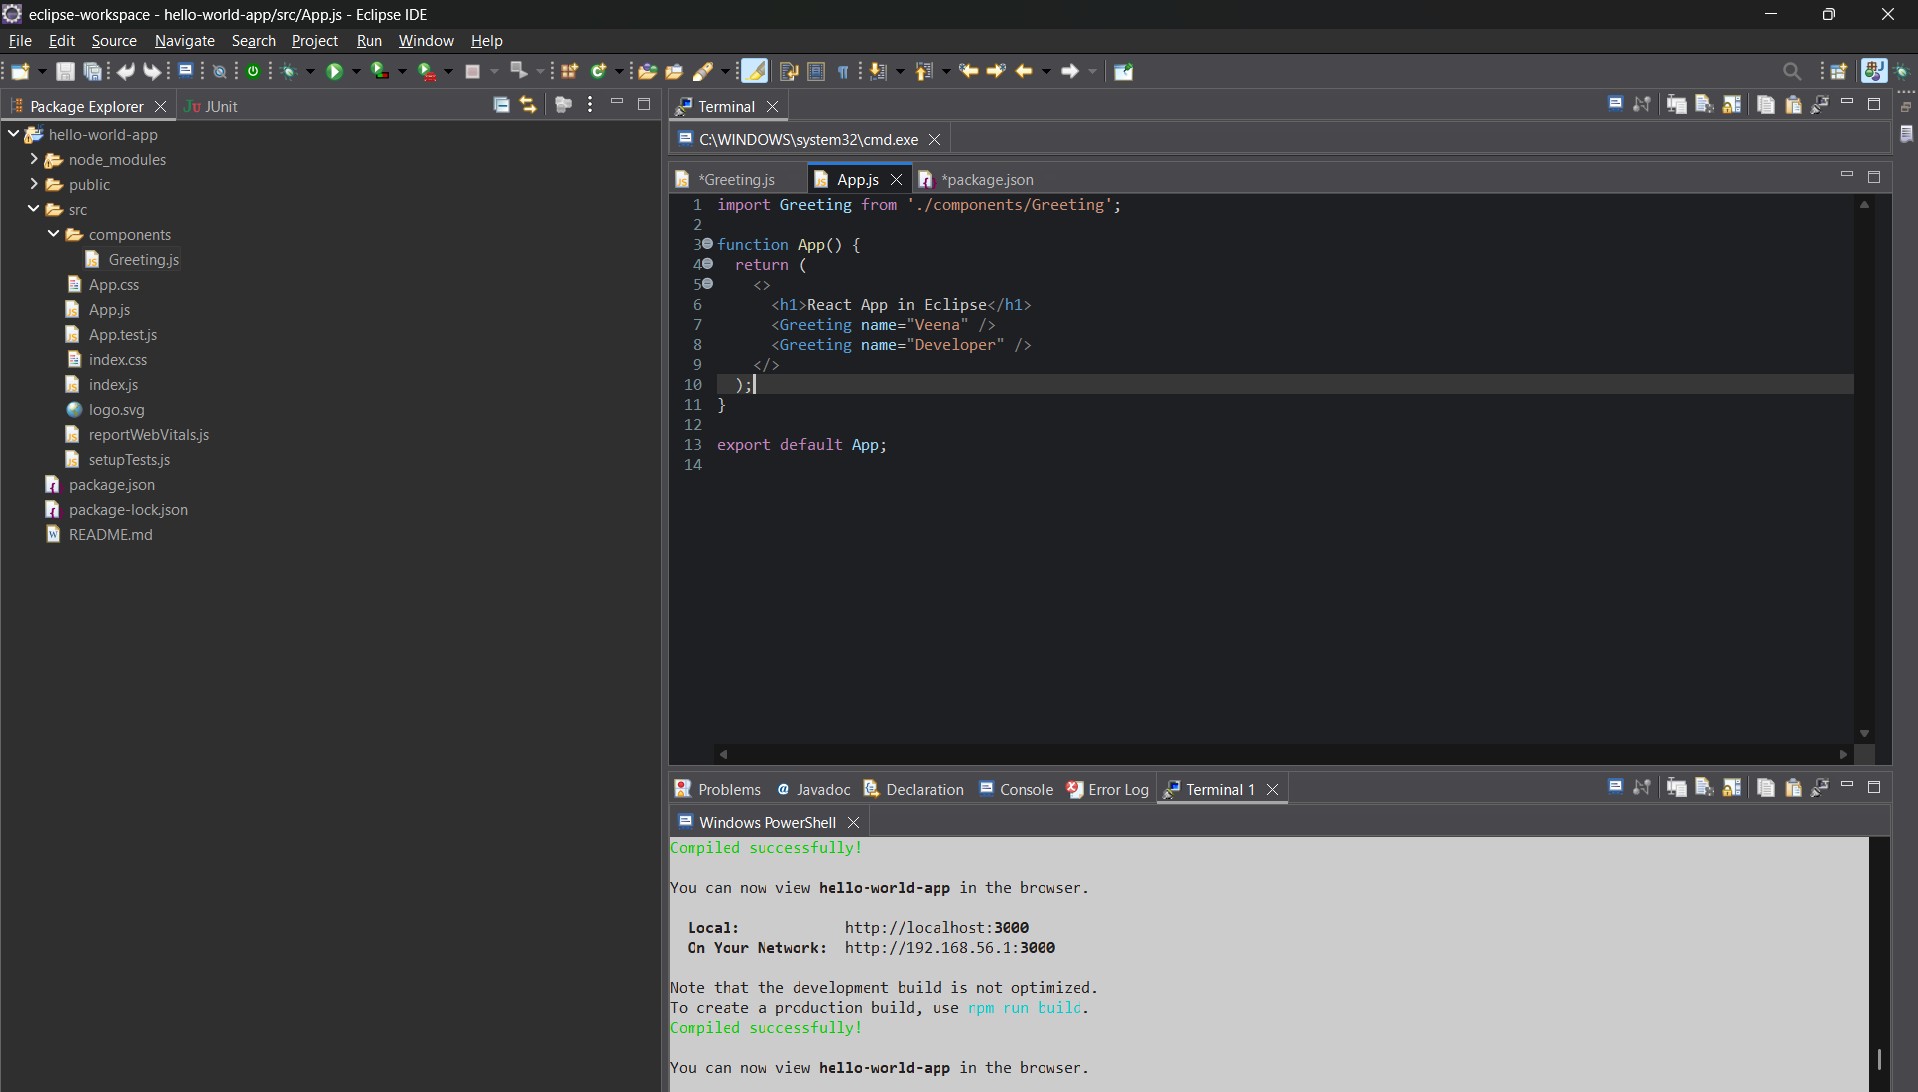 eclipse-workspace - hello-world-app/src/App.js - Eclipse IDE
File Edit Source Navigate Search Project Run Window Help
Package Explorer
JUnit
hello-world-app
node_modules
public
src
components
Greeting.js
App.css
App.js
App.test.js
index.css
index.js
logo.svg
reportWebVitals.js
setupTests.js
package.json
package-lock.json
README.md
Terminal
C:\WINDOWS\system32\cmd.exe
*Greeting.js App.js *package.json
1 import Greeting from './components/Greeting';
2
3 function App() {
4 return (
5 <>
6 <h1>React App in Eclipse</h1>
7 <Greeting name="Veena" />
8 <Greeting name="Developer" />
9 </>
10 );
11 }
12
13 export default App;
14
Problems Javadoc Declaration Console Error Log Terminal 1
Windows PowerShell
Compiled successfully!
You can now view hello-world-app in the browser.
Local: http://localhost:3000
On Your Network: http://192.168.56.1:3000
Note that the development build is not optimized.
To create a production build, use npm run build.
Compiled successfully!
You can now view hello-world-app in the browser.